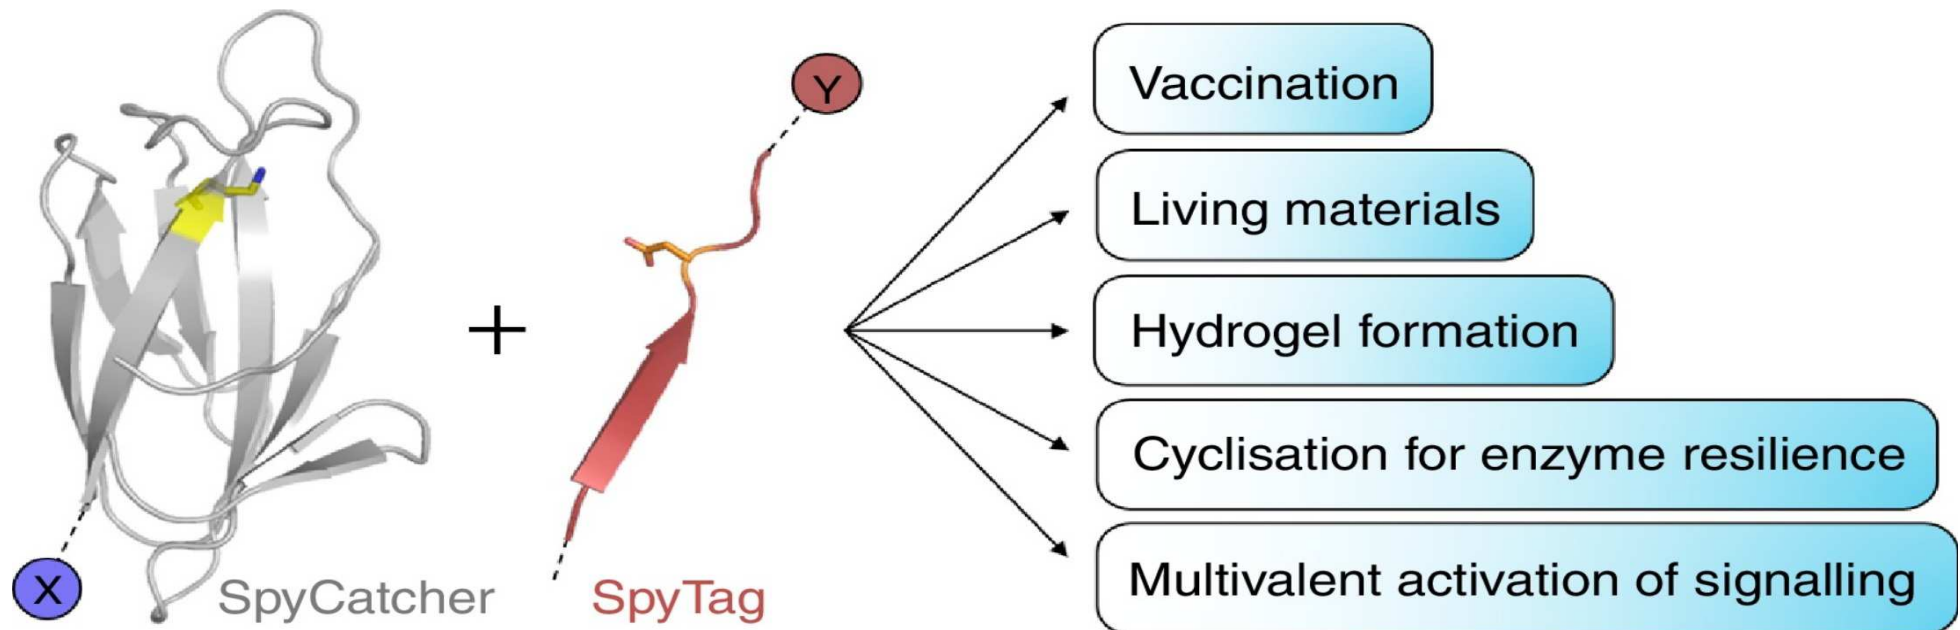 X
SpyCatcher
+
SpyTag
Y
Vaccination
Living materials
Hydrogel formation
Cyclisation for enzyme resilience
Multivalent activation of signalling